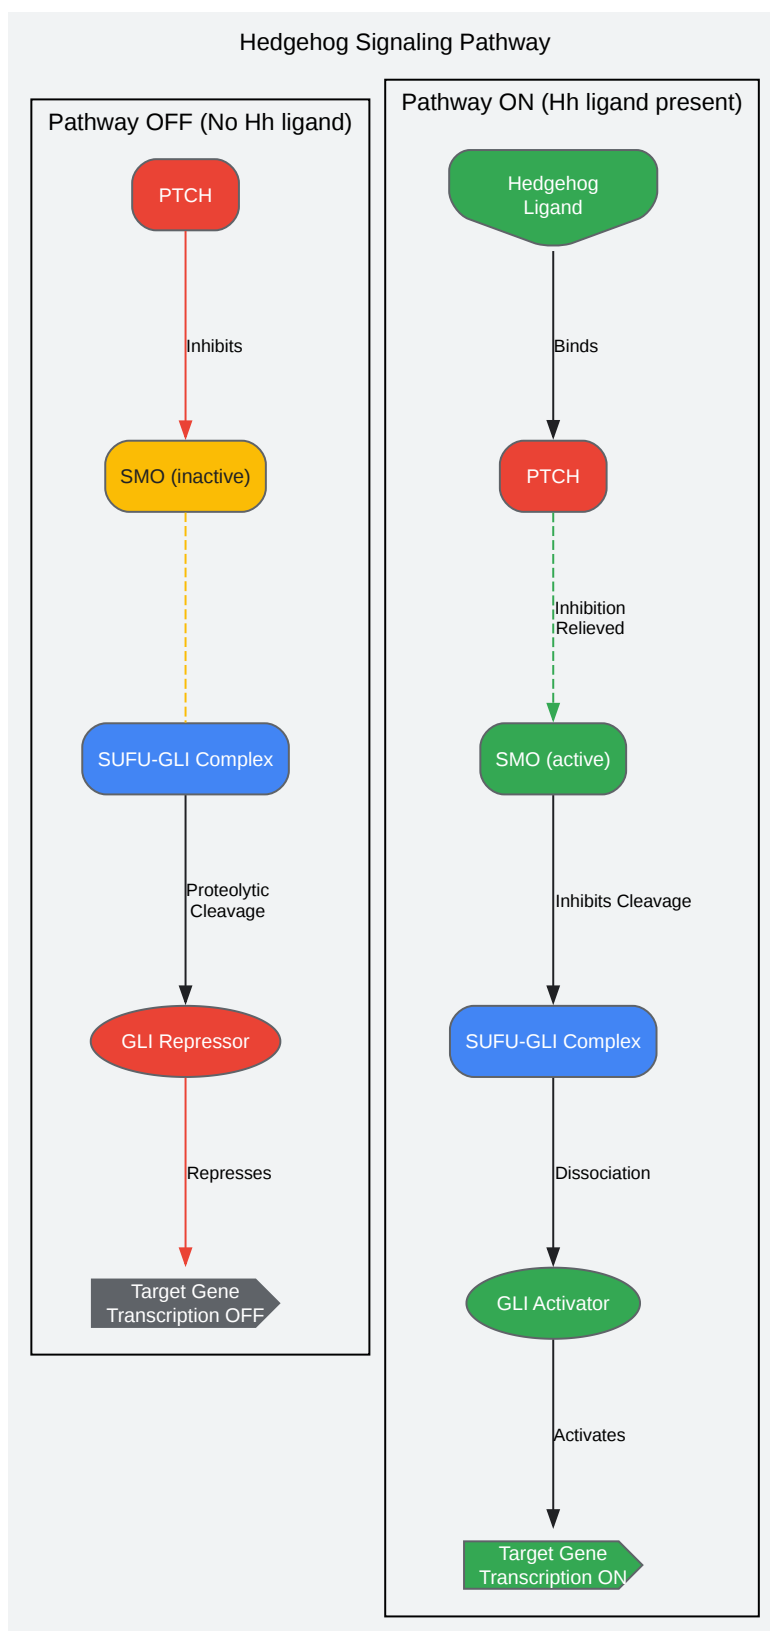 Hedgehog Signaling Pathway
Pathway OFF (No Hh ligand)
PTCH
Inhibits
SMO (inactive)
SUFU-GLI Complex
Proteolytic
Cleavage
GLI Repressor
Represses
Target Gene
Transcription OFF
Pathway ON (Hh ligand present)
Hedgehog
Ligand
Binds
PTCH
Inhibition
Relieved
SMO (active)
Inhibits Cleavage
SUFU-GLI Complex
Dissociation
GLI Activator
Activates
Target Gene
Transcription ON